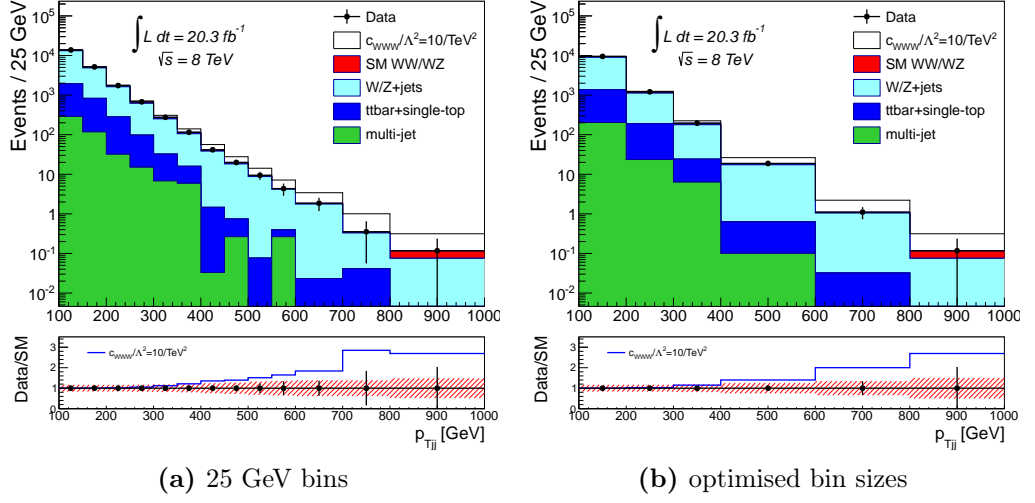 Events / 25 GeV
10⁵
10⁴
10³
10²
10
1
10⁻¹
10⁻²
∫ L dt = 20.3 fb⁻¹
√s = 8 TeV
Data
c_WWW/Λ²=10/TeV²
SM WW/WZ
W/Z+jets
ttbar+single-top
multi-jet
100 200 300 400 500 600 700 800 900 1000
Data/SM
3
2
1
0
c_WWW/Λ²=10/TeV²
100 200 300 400 500 600 700 800 900 1000
p_Tjj [GeV]
(a) 25 GeV bins
Events / 25 GeV
10⁵
10⁴
10³
10²
10
1
10⁻¹
10⁻²
∫ L dt = 20.3 fb⁻¹
√s = 8 TeV
Data
c_WWW/Λ²=10/TeV²
SM WW/WZ
W/Z+jets
ttbar+single-top
multi-jet
100 200 300 400 500 600 700 800 900 1000
Data/SM
3
2
1
0
c_WWW/Λ²=10/TeV²
100 200 300 400 500 600 700 800 900 1000
p_Tjj [GeV]
(b) optimised bin sizes